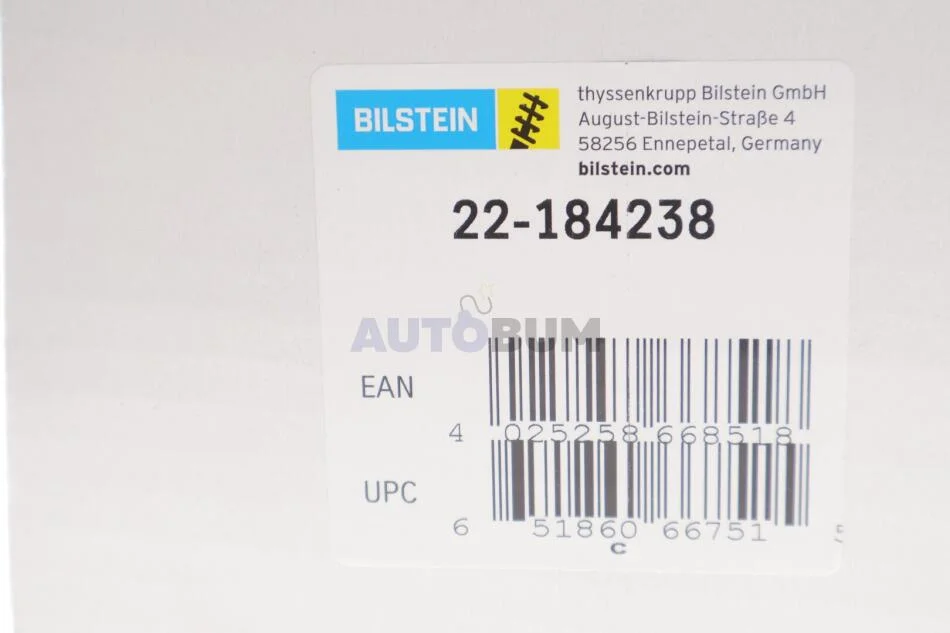 BILSTEIN
thyssenkrupp Bilstein GmbH
August-Bilstein-Straße 4
58256 Ennepetal, Germany
bilstein.com
22-184238
AUTOBUM
EAN
4 025258 668518
UPC
6 51860 66751 5
c